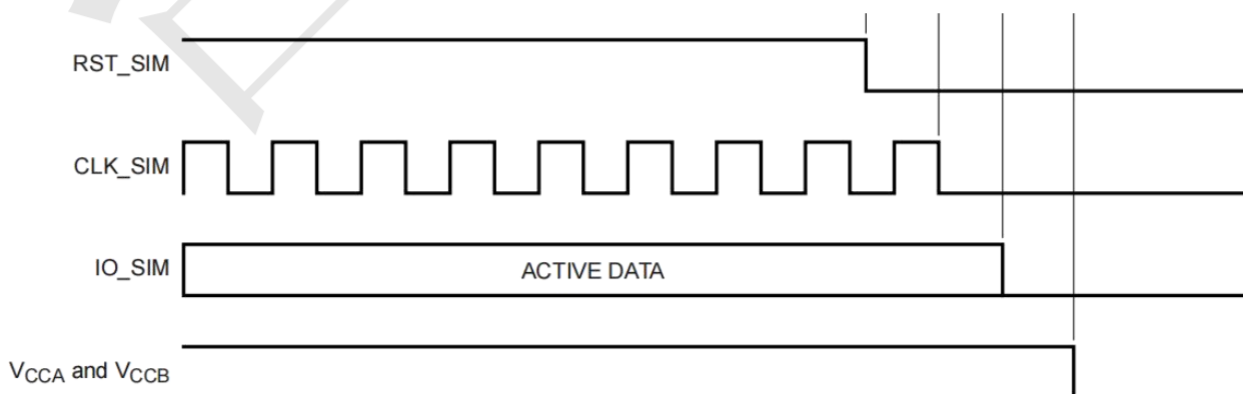 RST_SIM
CLK_SIM
IO_SIM
ACTIVE DATA
VCCA and VCCB